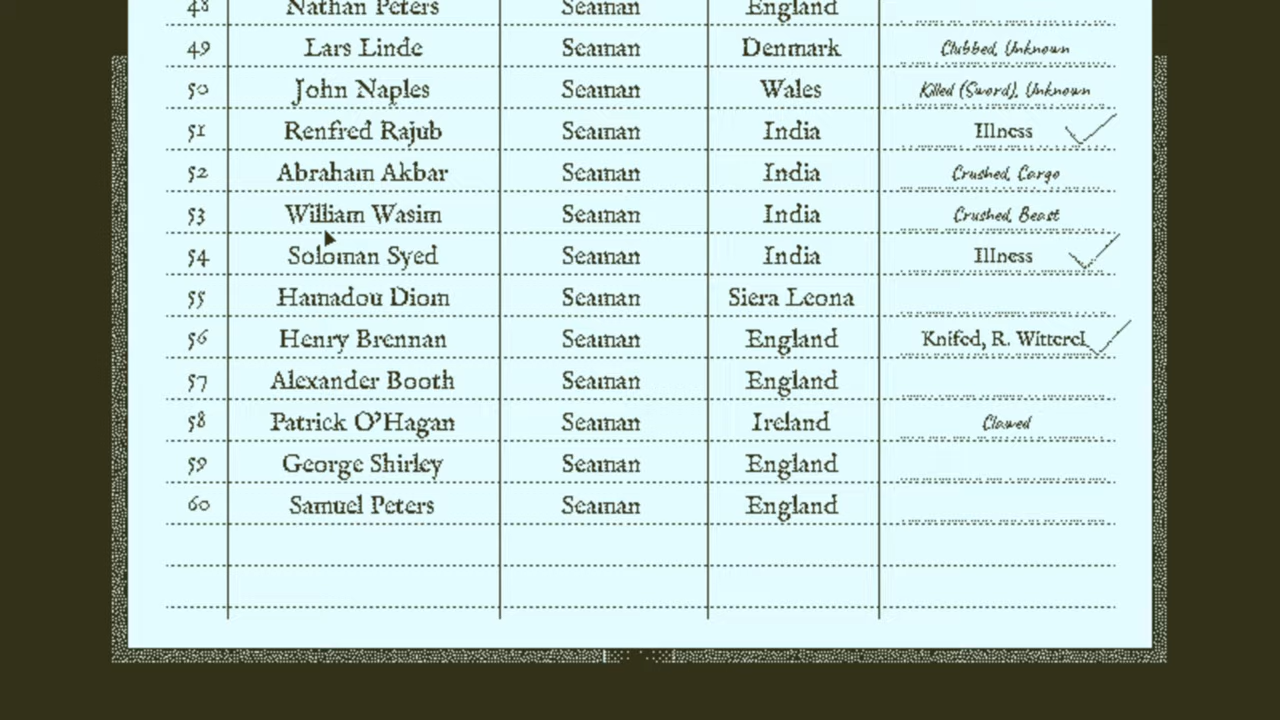 48 Nathan Peters Seaman England
49 Lars Linde Seaman Denmark Clubbed, Unknown
50 John Naples Seaman Wales Killed (Sword), Unknown
51 Renfred Rajub Seaman India Illness
52 Abraham Akbar Seaman India Crushed, Cargo
53 William Wasim Seaman India Crushed, Beast
54 Soloman Syed Seaman India Illness
55 Hamadou Diom Seaman Siera Leona
56 Henry Brennan Seaman England Knifed, R. Witterel
57 Alexander Booth Seaman England
58 Patrick O'Hagan Seaman Ireland Clawed
59 George Shirley Seaman England
60 Samuel Peters Seaman England